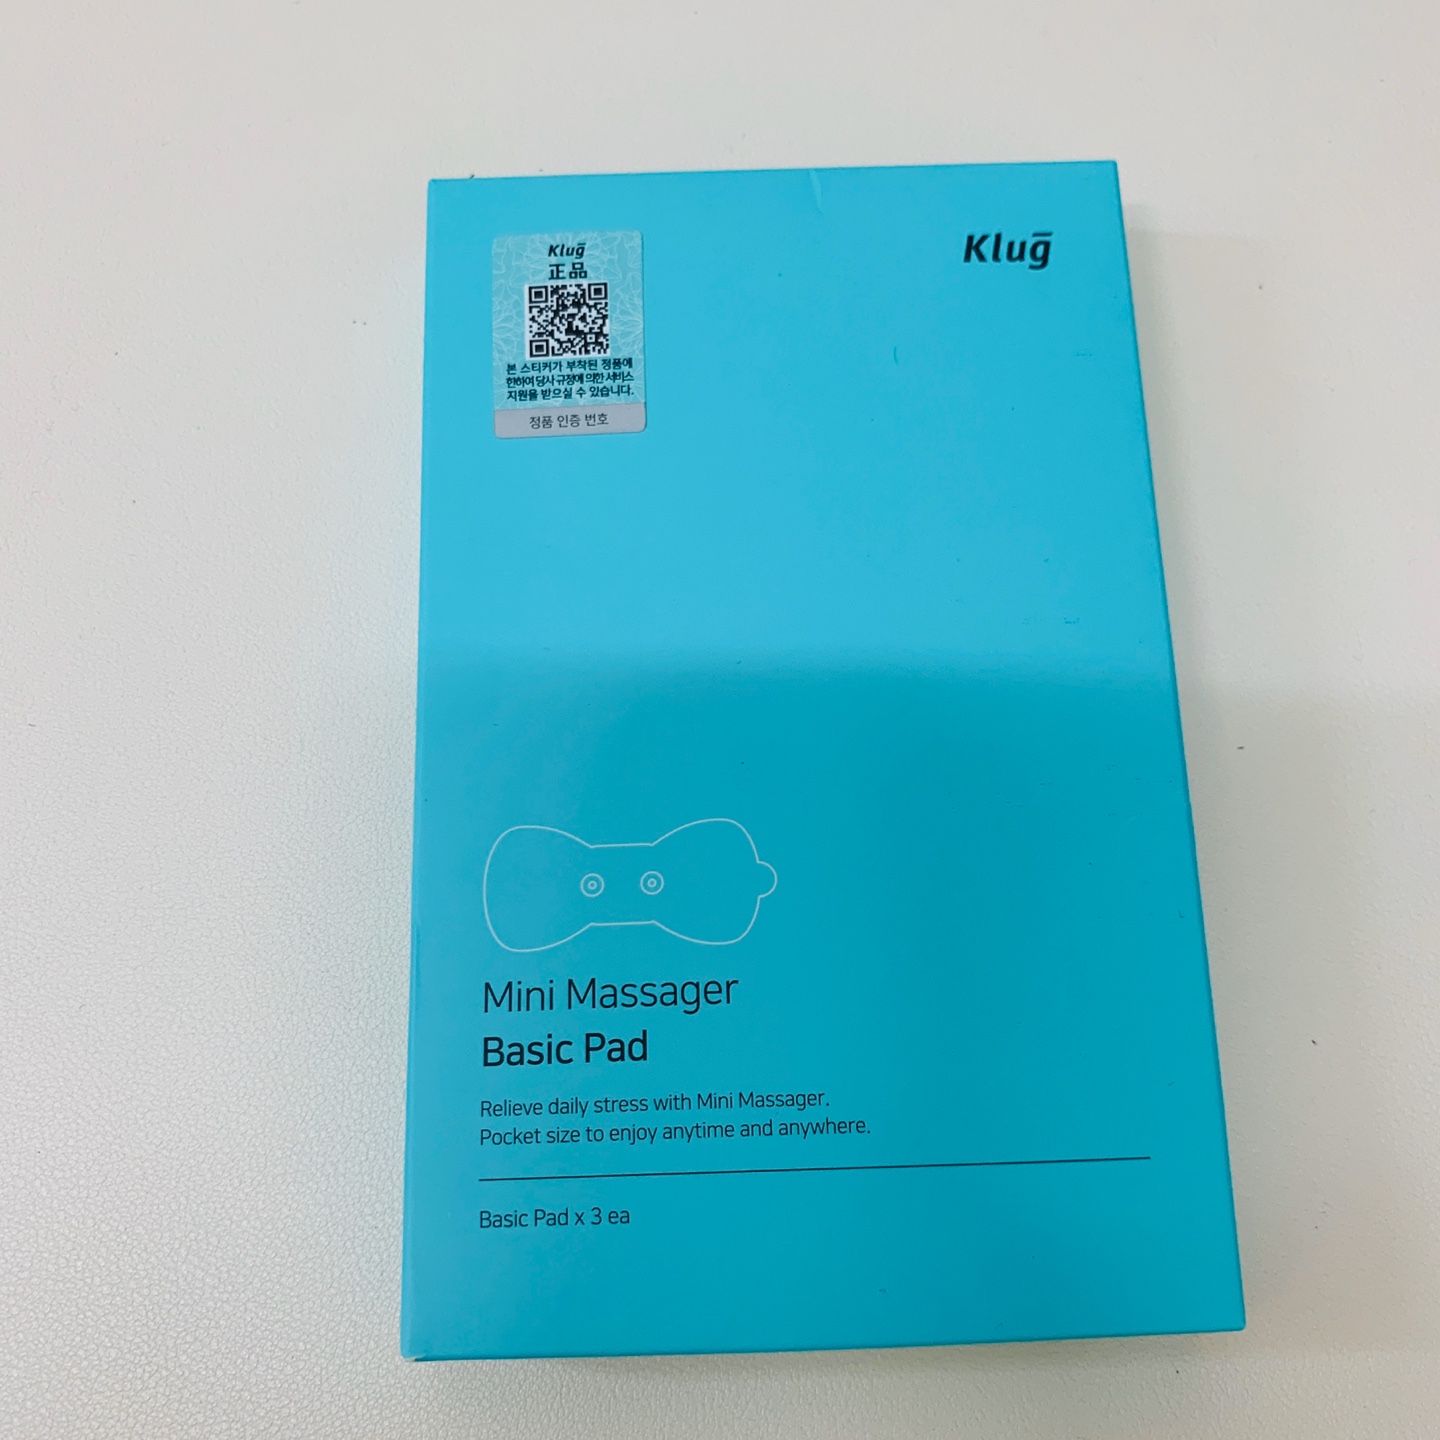 Klug
正品
본 스티커가 부착된 정품에
한하여 당사 규정에 의한 서비스
지원을 받으실 수 있습니다.
정품 인증 번호
Klug
Mini Massager
Basic Pad
Relieve daily stress with Mini Massager.
Pocket size to enjoy anytime and anywhere.
Basic Pad x 3 ea